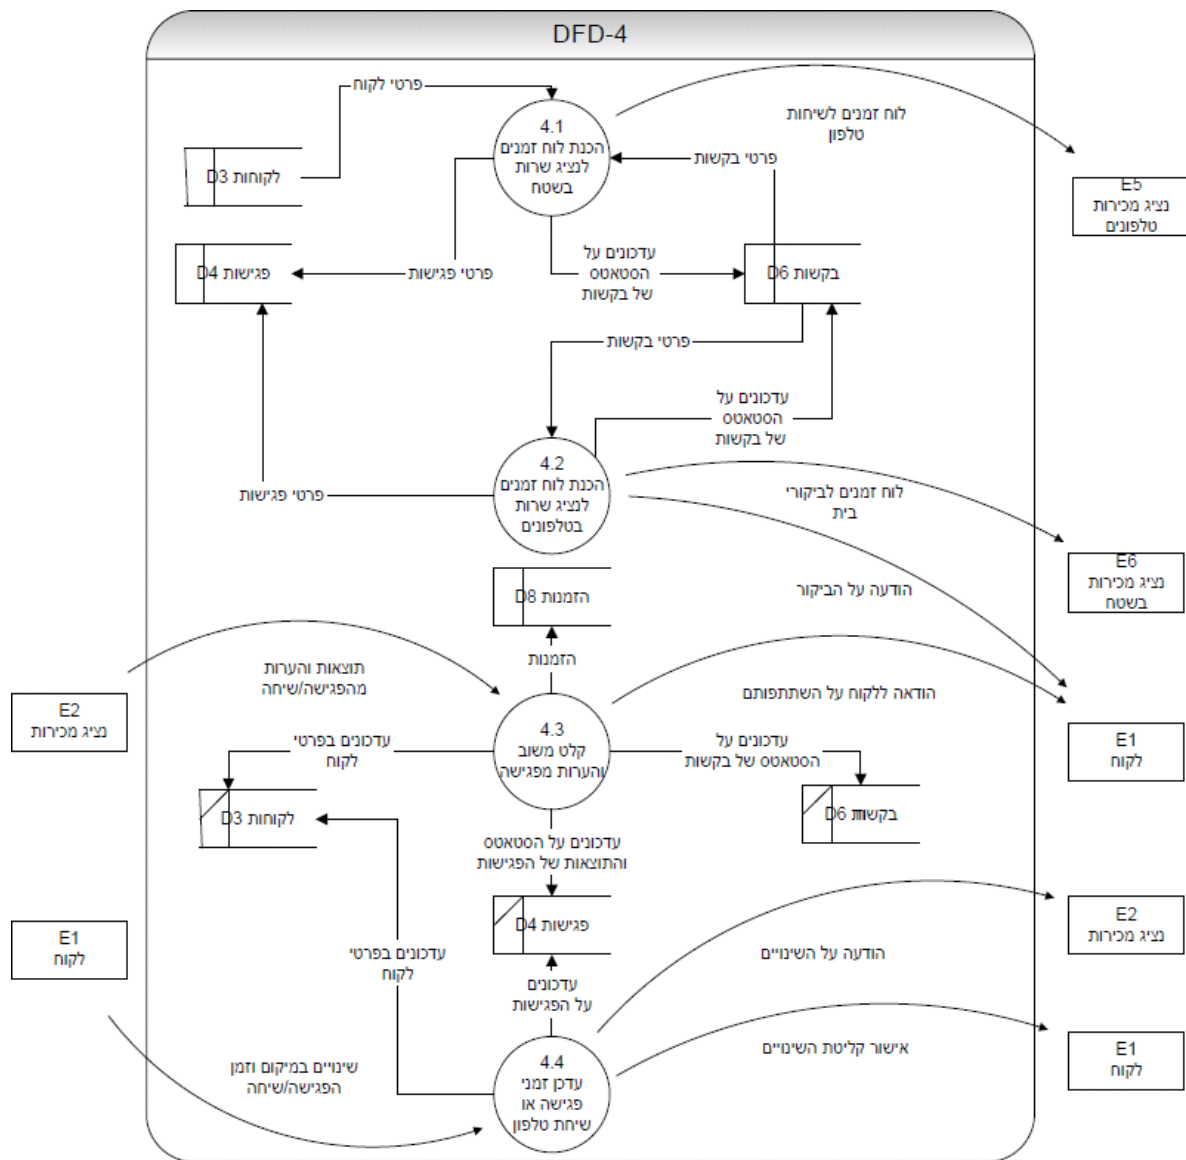 DFD-4
פרטי לקוח
4.1
הכנת לוח זמנים
לנציג שרות
בשטח
לוח זמנים לשיחות
טלפון
פרטי בקשות
D3 לקוחות
E5
נציג מכירות
טלפונים
D4 פגישות
פרטי פגישות
עדכונים על
הסטאטס
של בקשות
D6 בקשות
פרטי בקשות
עדכונים על
הסטאטס
של בקשות
4.2
הכנת לוח זמנים
לנציג שרות
בטלפונים
פרטי פגישות
לוח זמנים לביקורי
בית
E6
נציג מכירות
בשטח
D8 הזמנות
הודעה על הביקור
הזמנות
תוצאות והערות
מהפגישה/שיחה
הודאה ללקוח על השתתפותם
E2
נציג מכירות
4.3
קלט משוב
והערות מפגישה
עדכונים בפרטי
לקוח
עדכונים על
הסטאטס של בקשות
E1
לקוח
D3 לקוחות
D6 בקשות
עדכונים על הסטאטס
והתוצאות של הפגישות
D4 פגישות
E2
נציג מכירות
E1
לקוח
עדכונים בפרטי
לקוח
הודעה על השינויים
עדכונים
על הפגישות
שינויים במיקום וזמן
הפגישה/שיחה
4.4
עדכן זמני
פגישה או
שיחת טלפון
אישור קליטת השינויים
E1
לקוח